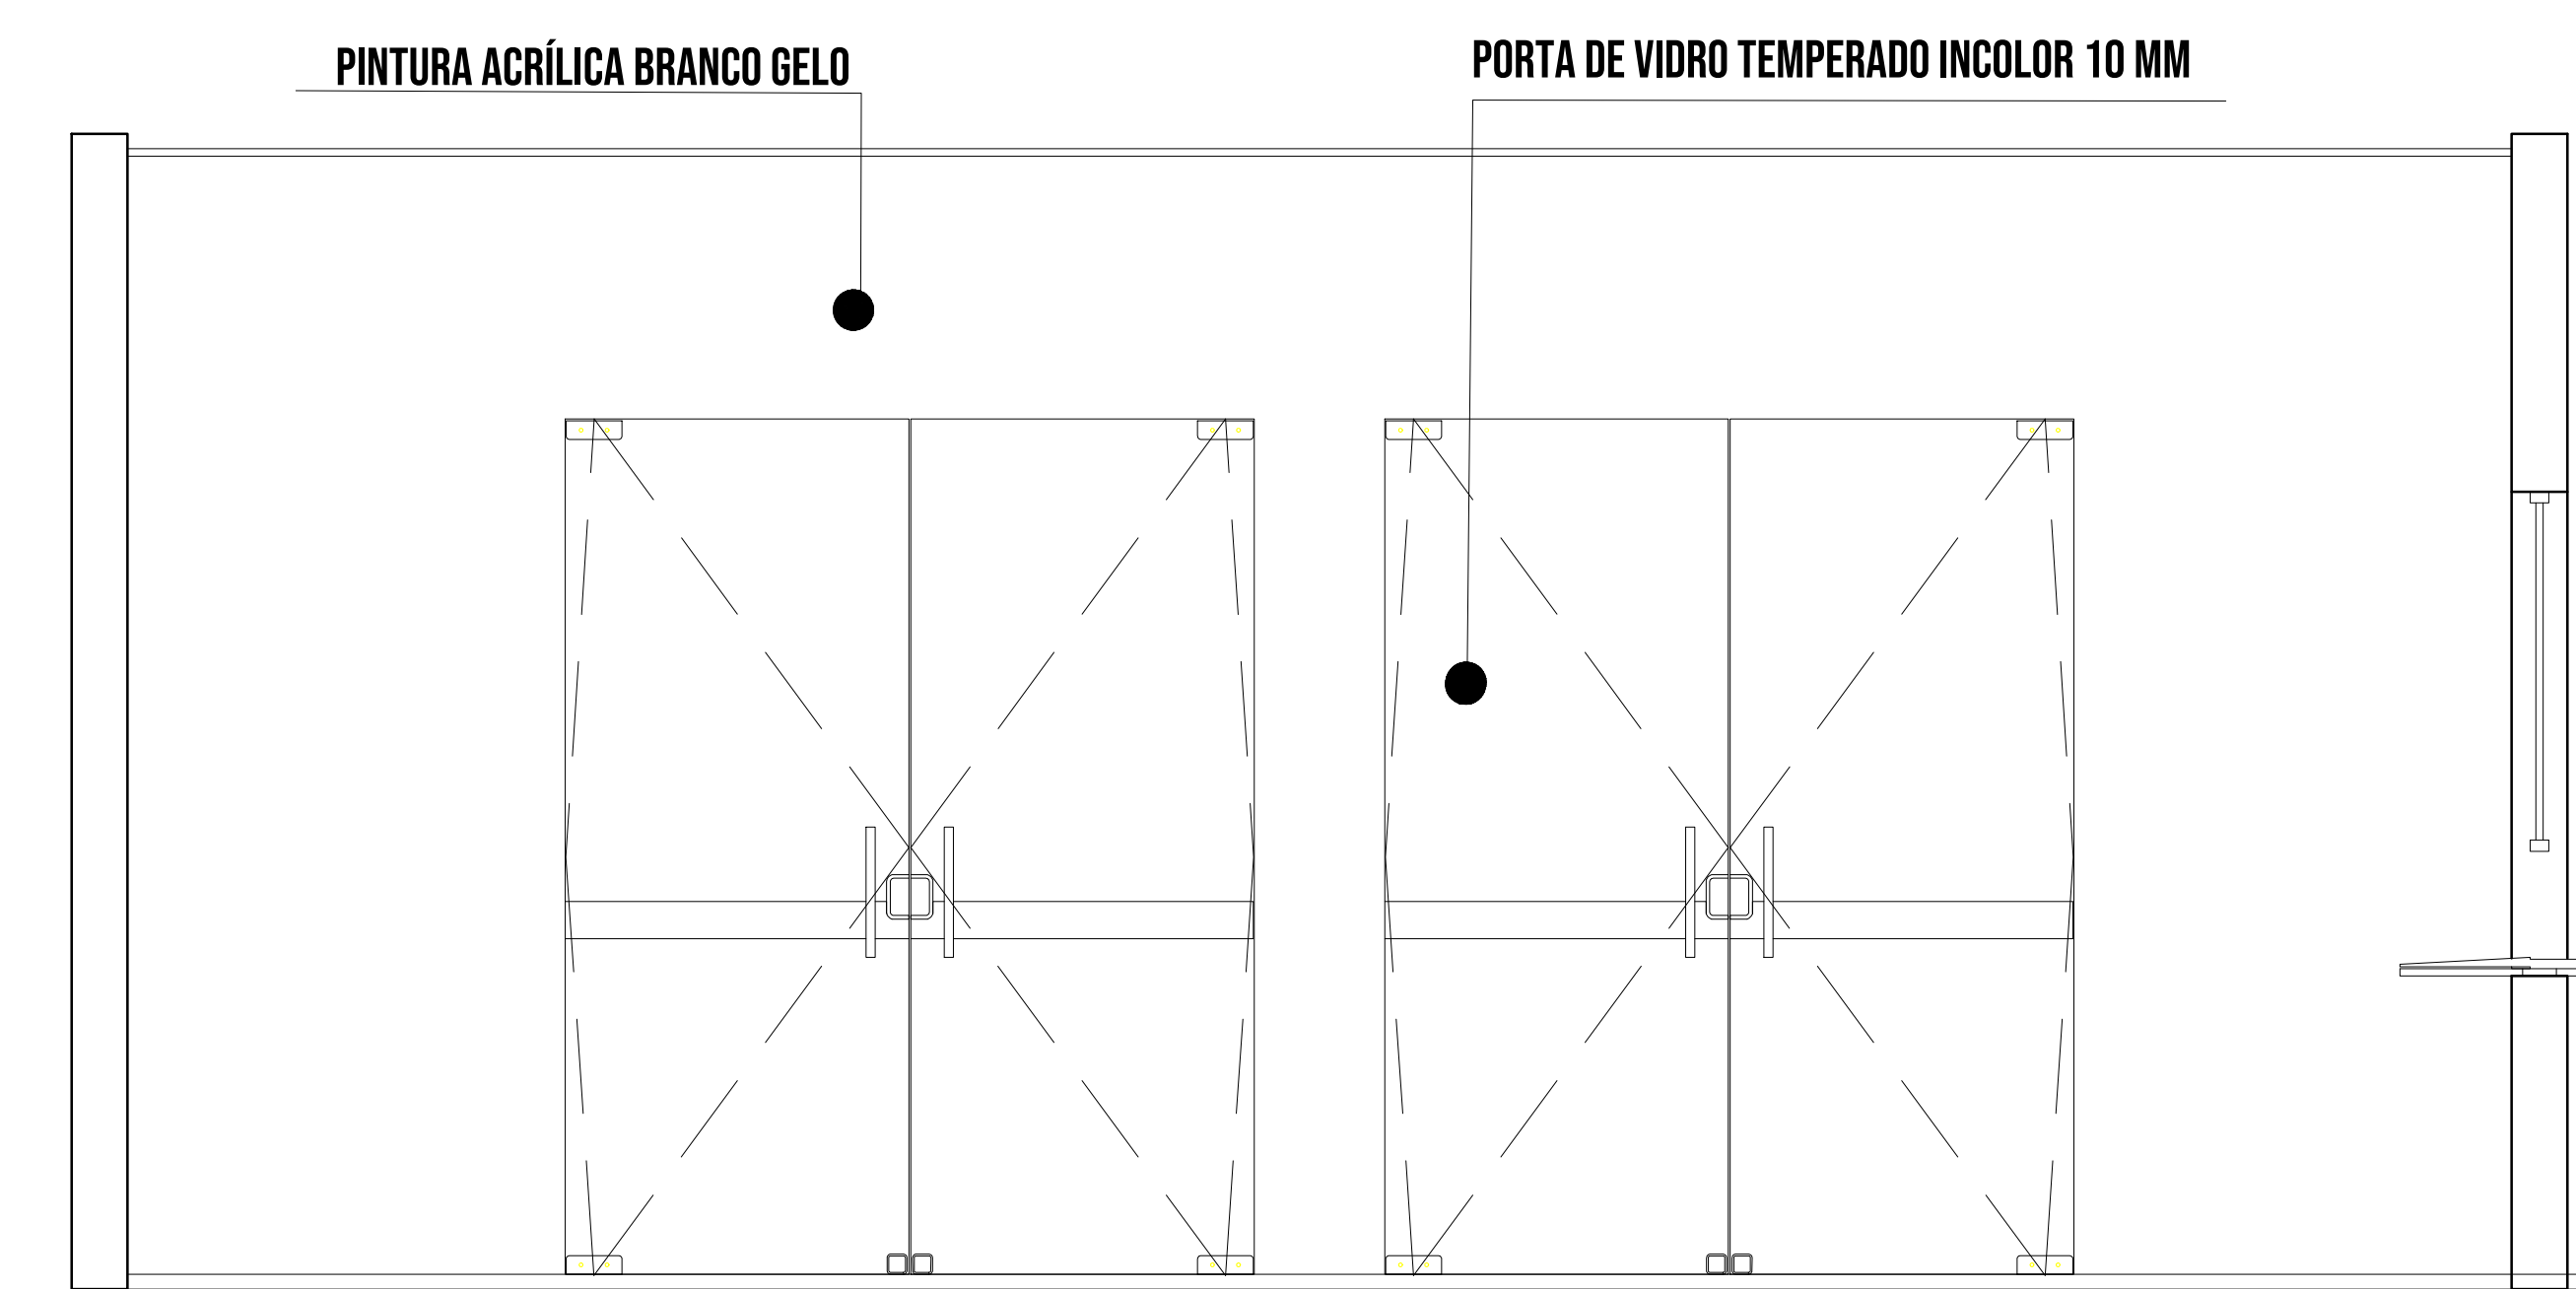 PINTURA ACRÍLICA BRANCO GELO
PORTA DE VIDRO TEMPERADO INCOLOR 10 MM